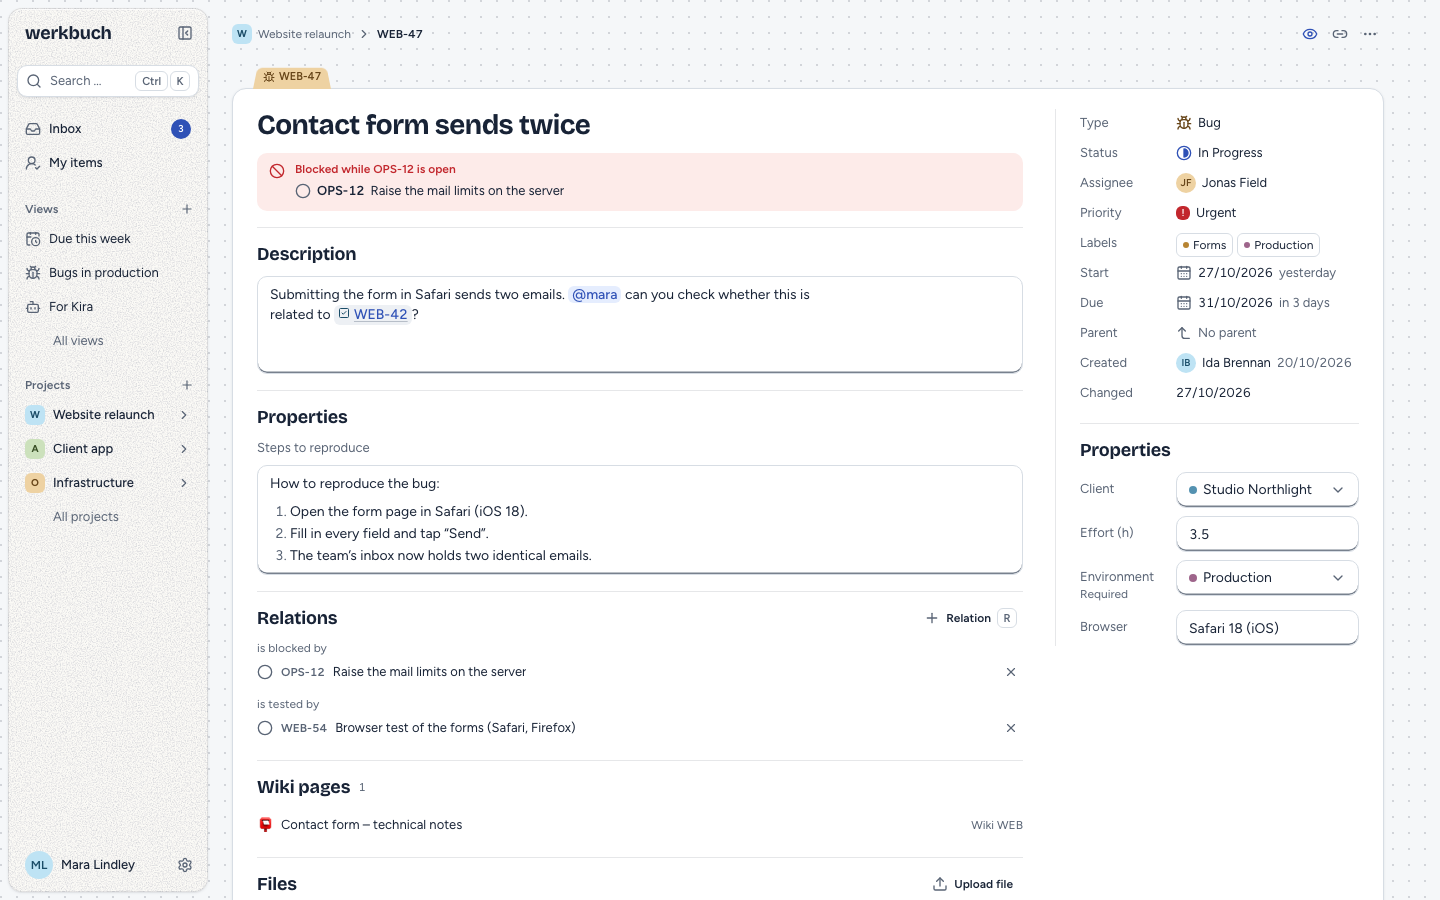 werkbuch
Search ... Ctrl K
Inbox 3
My items
Views
Due this week
Bugs in production
For Kira
All views
Projects
W Website relaunch
A Client app
O Infrastructure
All projects
ML Mara Lindley
W Website relaunch > WEB-47
WEB-47
Contact form sends twice
Blocked while OPS-12 is open
OPS-12 Raise the mail limits on the server
Description
Submitting the form in Safari sends two emails. @mara can you check whether this is
related to WEB-42 ?
Properties
Steps to reproduce
How to reproduce the bug:
1. Open the form page in Safari (iOS 18).
2. Fill in every field and tap “Send”.
3. The team’s inbox now holds two identical emails.
Relations
Relation R
is blocked by
OPS-12 Raise the mail limits on the server
is tested by
WEB-54 Browser test of the forms (Safari, Firefox)
Wiki pages 1
Contact form – technical notes Wiki WEB
Files
Upload file
Type Bug
Status In Progress
Assignee JF Jonas Field
Priority Urgent
Labels Forms Production
Start 27/10/2026 yesterday
Due 31/10/2026 in 3 days
Parent No parent
Created IB Ida Brennan 20/10/2026
Changed 27/10/2026
Properties
Client Studio Northlight
Effort (h) 3.5
Environment Production
Required
Browser Safari 18 (iOS)